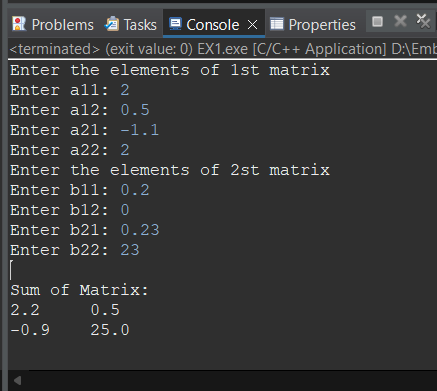 Problems Tasks Console Properties
<terminated> (exit value: 0) EX1.exe [C/C++ Application] D:\Emb
Enter the elements of 1st matrix
Enter a11: 2
Enter a12: 0.5
Enter a21: -1.1
Enter a22: 2
Enter the elements of 2st matrix
Enter b11: 0.2
Enter b12: 0
Enter b21: 0.23
Enter b22: 23
Sum of Matrix:
2.2 0.5
-0.9 25.0